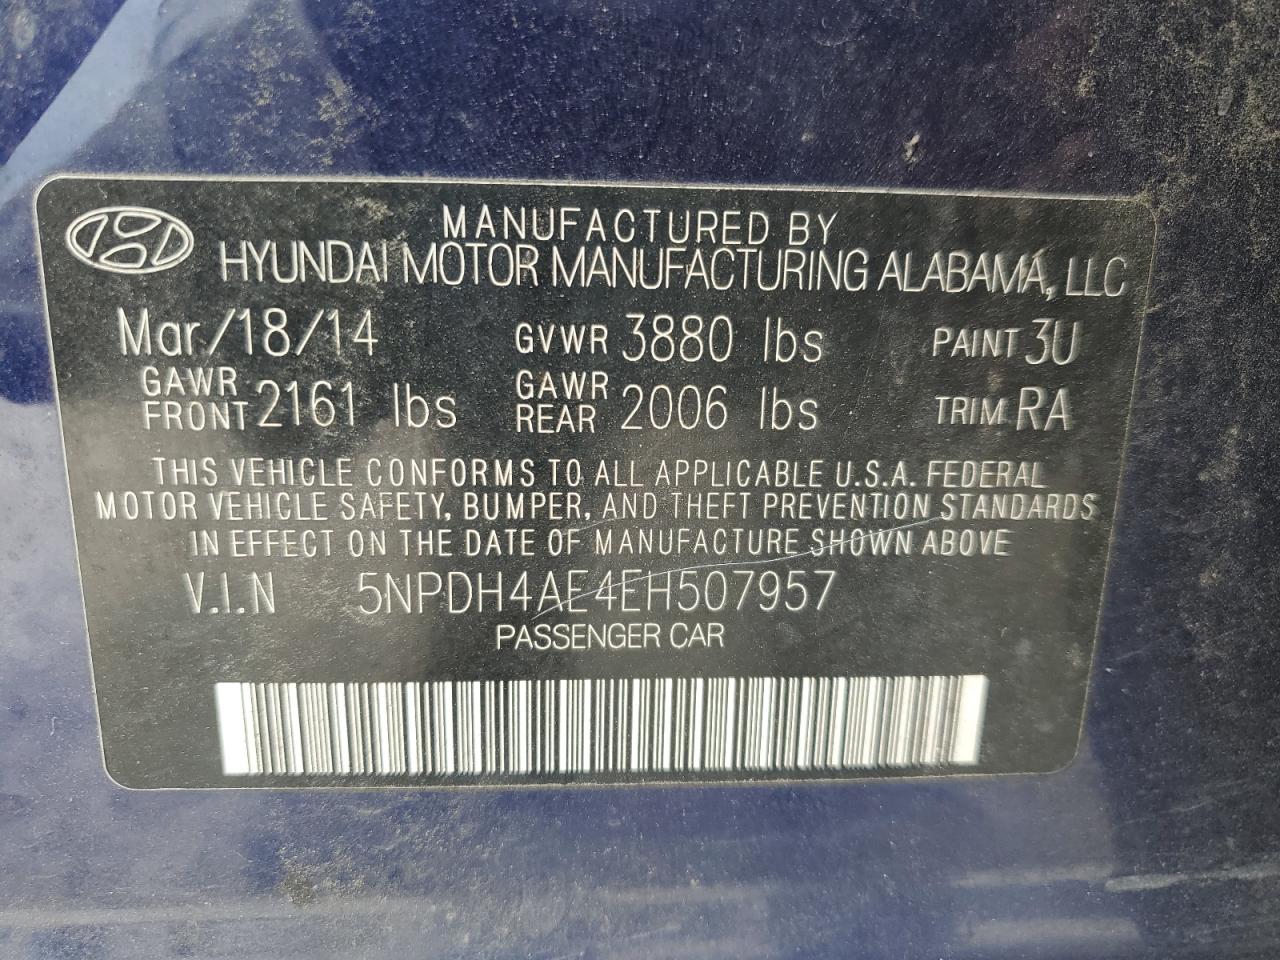 MANUFACTURED BY
HYUNDAI MOTOR MANUFACTURING ALABAMA, LLC
Mar/18/14 GVWR 3880 lbs PAINT 3U
GAWR FRONT 2161 lbs GAWR REAR 2006 lbs TRIM RA
THIS VEHICLE CONFORMS TO ALL APPLICABLE U.S.A. FEDERAL
MOTOR VEHICLE SAFETY, BUMPER, AND THEFT PREVENTION STANDARDS
IN EFFECT ON THE DATE OF MANUFACTURE SHOWN ABOVE
V.I.N 5NPDH4AE4EH507957
PASSENGER CAR